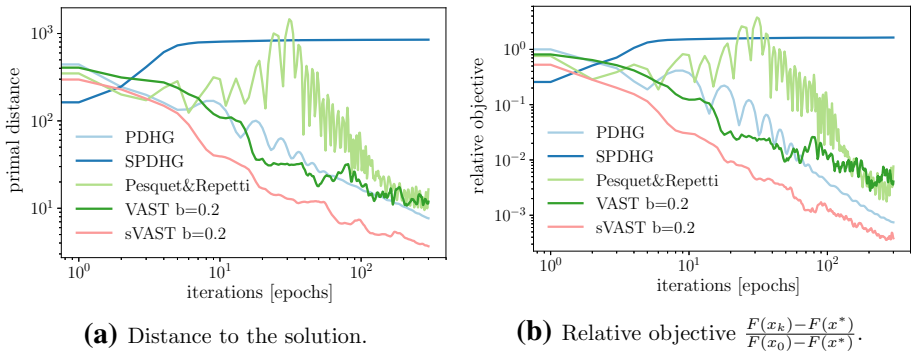 primal distance
10³
10²
10¹
PDHG
SPDHG
Pesquet&Repetti
VAST b=0.2
sVAST b=0.2
10⁰ 10¹ 10²
iterations [epochs]
(a) Distance to the solution.
relative objective
10⁰
10⁻¹
10⁻²
10⁻³
PDHG
SPDHG
Pesquet&Repetti
VAST b=0.2
sVAST b=0.2
10⁰ 10¹ 10²
iterations [epochs]
(b) Relative objective $\frac{F(x_k)-F(x^*)}{F(x_0)-F(x^*)}$.